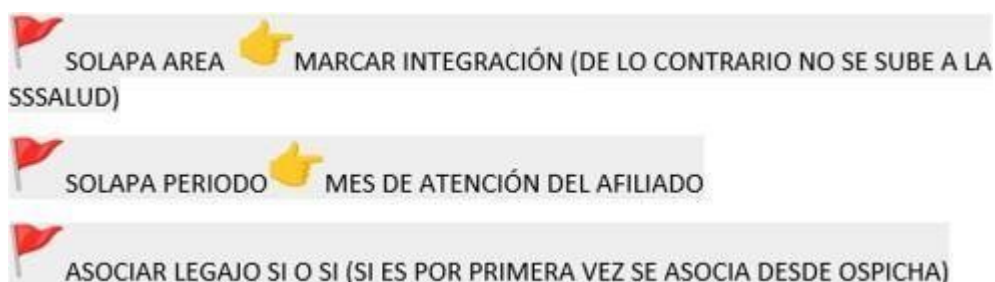 🚩SOLAPA AREA 👉MARCAR INTEGRACIÓN (DE LO CONTRARIO NO SE SUBE A LA
SSSALUD)
🚩SOLAPA PERIODO👉MES DE ATENCIÓN DEL AFILIADO
🚩ASOCIAR LEGAJO SI O SI (SI ES POR PRIMERA VEZ SE ASOCIA DESDE OSPICHA)